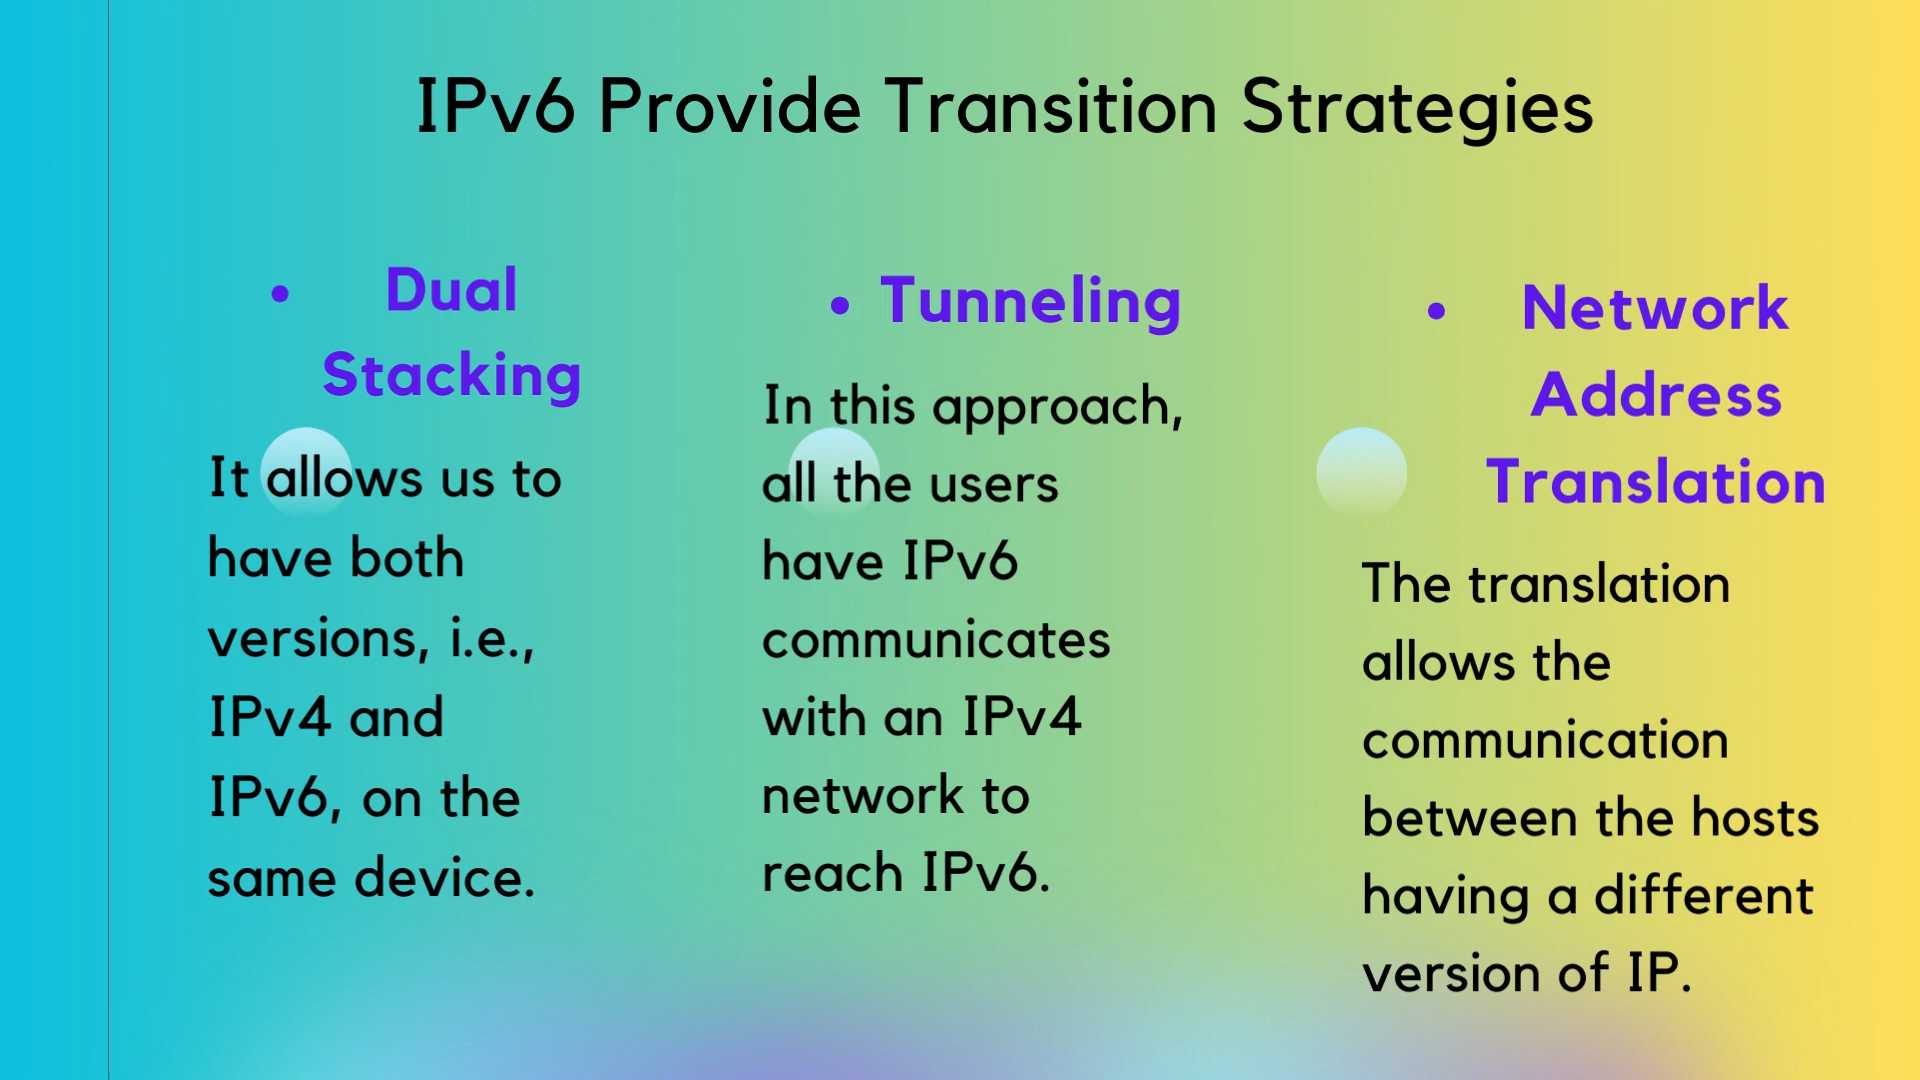 IPv6 Provide Transition Strategies
• Dual
Stacking
It allows us to
have both
versions, i.e.,
IPv4 and
IPv6, on the
same device.
• Tunneling
In this approach,
all the users
have IPv6
communicates
with an IPv4
network to
reach IPv6.
• Network
Address
Translation
The translation
allows the
communication
between the hosts
having a different
version of IP.